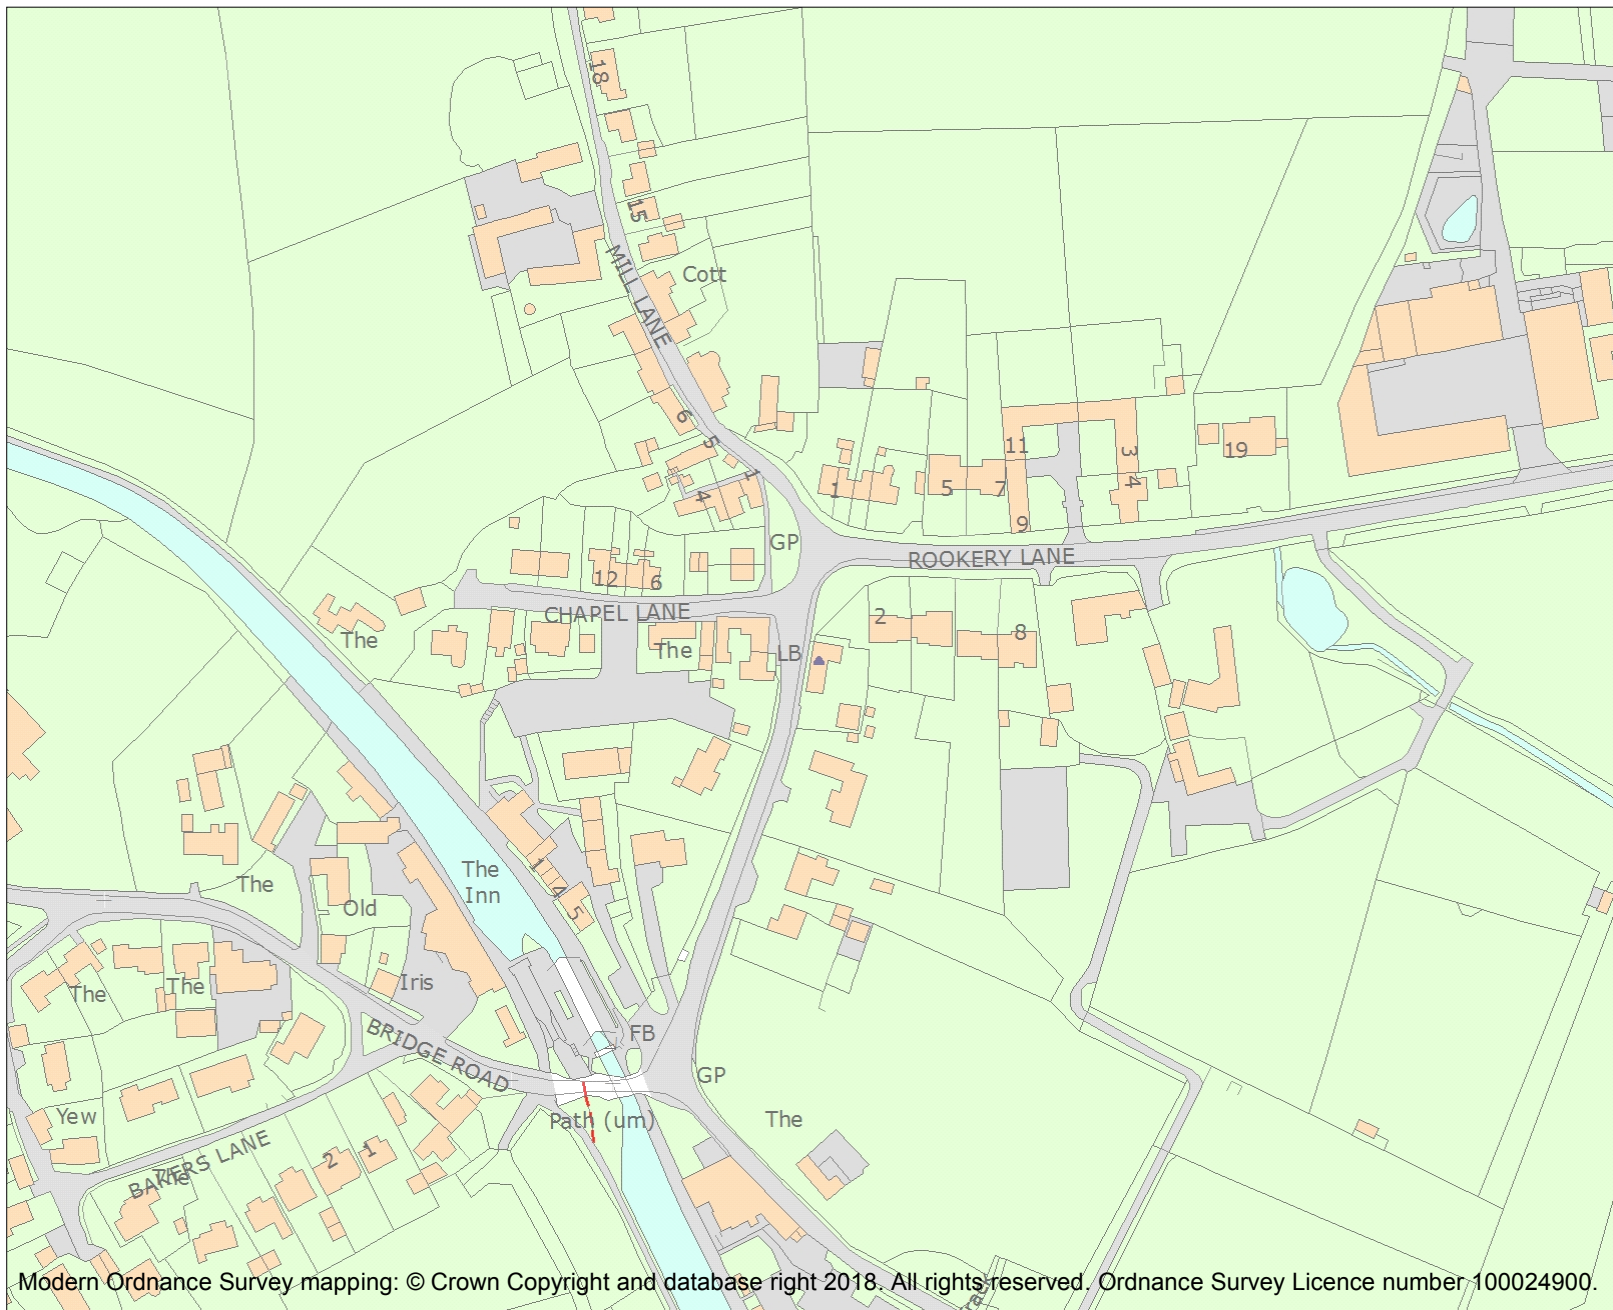 18
15
MILL LANE
Cott
6
5
1
4
1
5
7
11
9
3
4
19
GP
ROOKERY LANE
12
6
CHAPEL LANE
2
8
The
The
LB
The
Inn
1
4
5
The
Old
The
The
Iris
FB
BRIDGE ROAD
GP
Path (um)
The
Yew
2
1
BAKERS LANE
The
Modern Ordnance Survey mapping: © Crown Copyright and database right 2018. All rights reserved. Ordnance Survey Licence number 100024900.